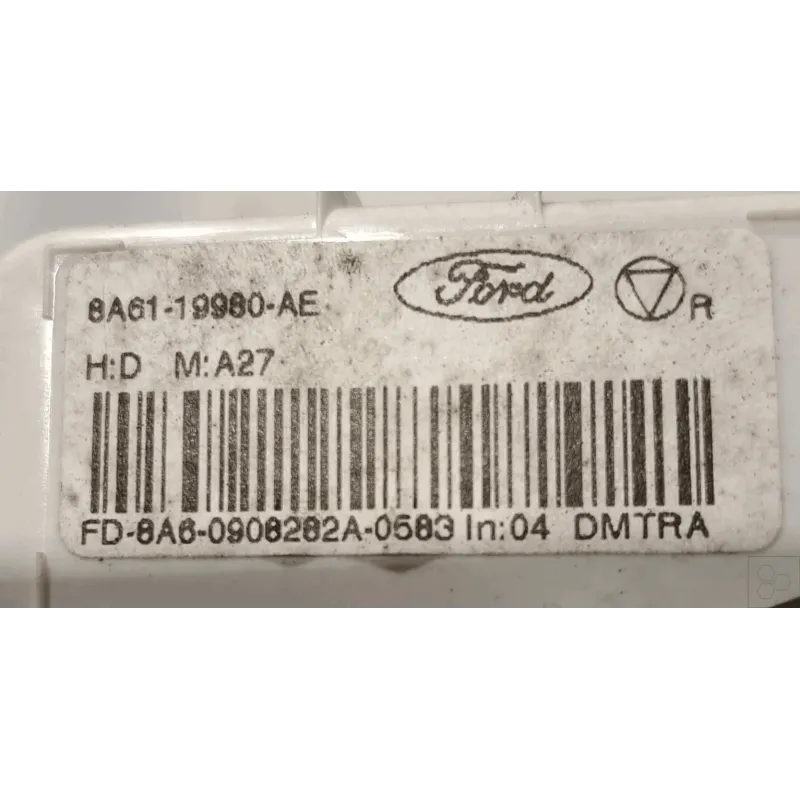 8A61-19980-AE
Ford
R
H:D M:A27
FD-8A6-0908282A-0583 In:04 DMTRA